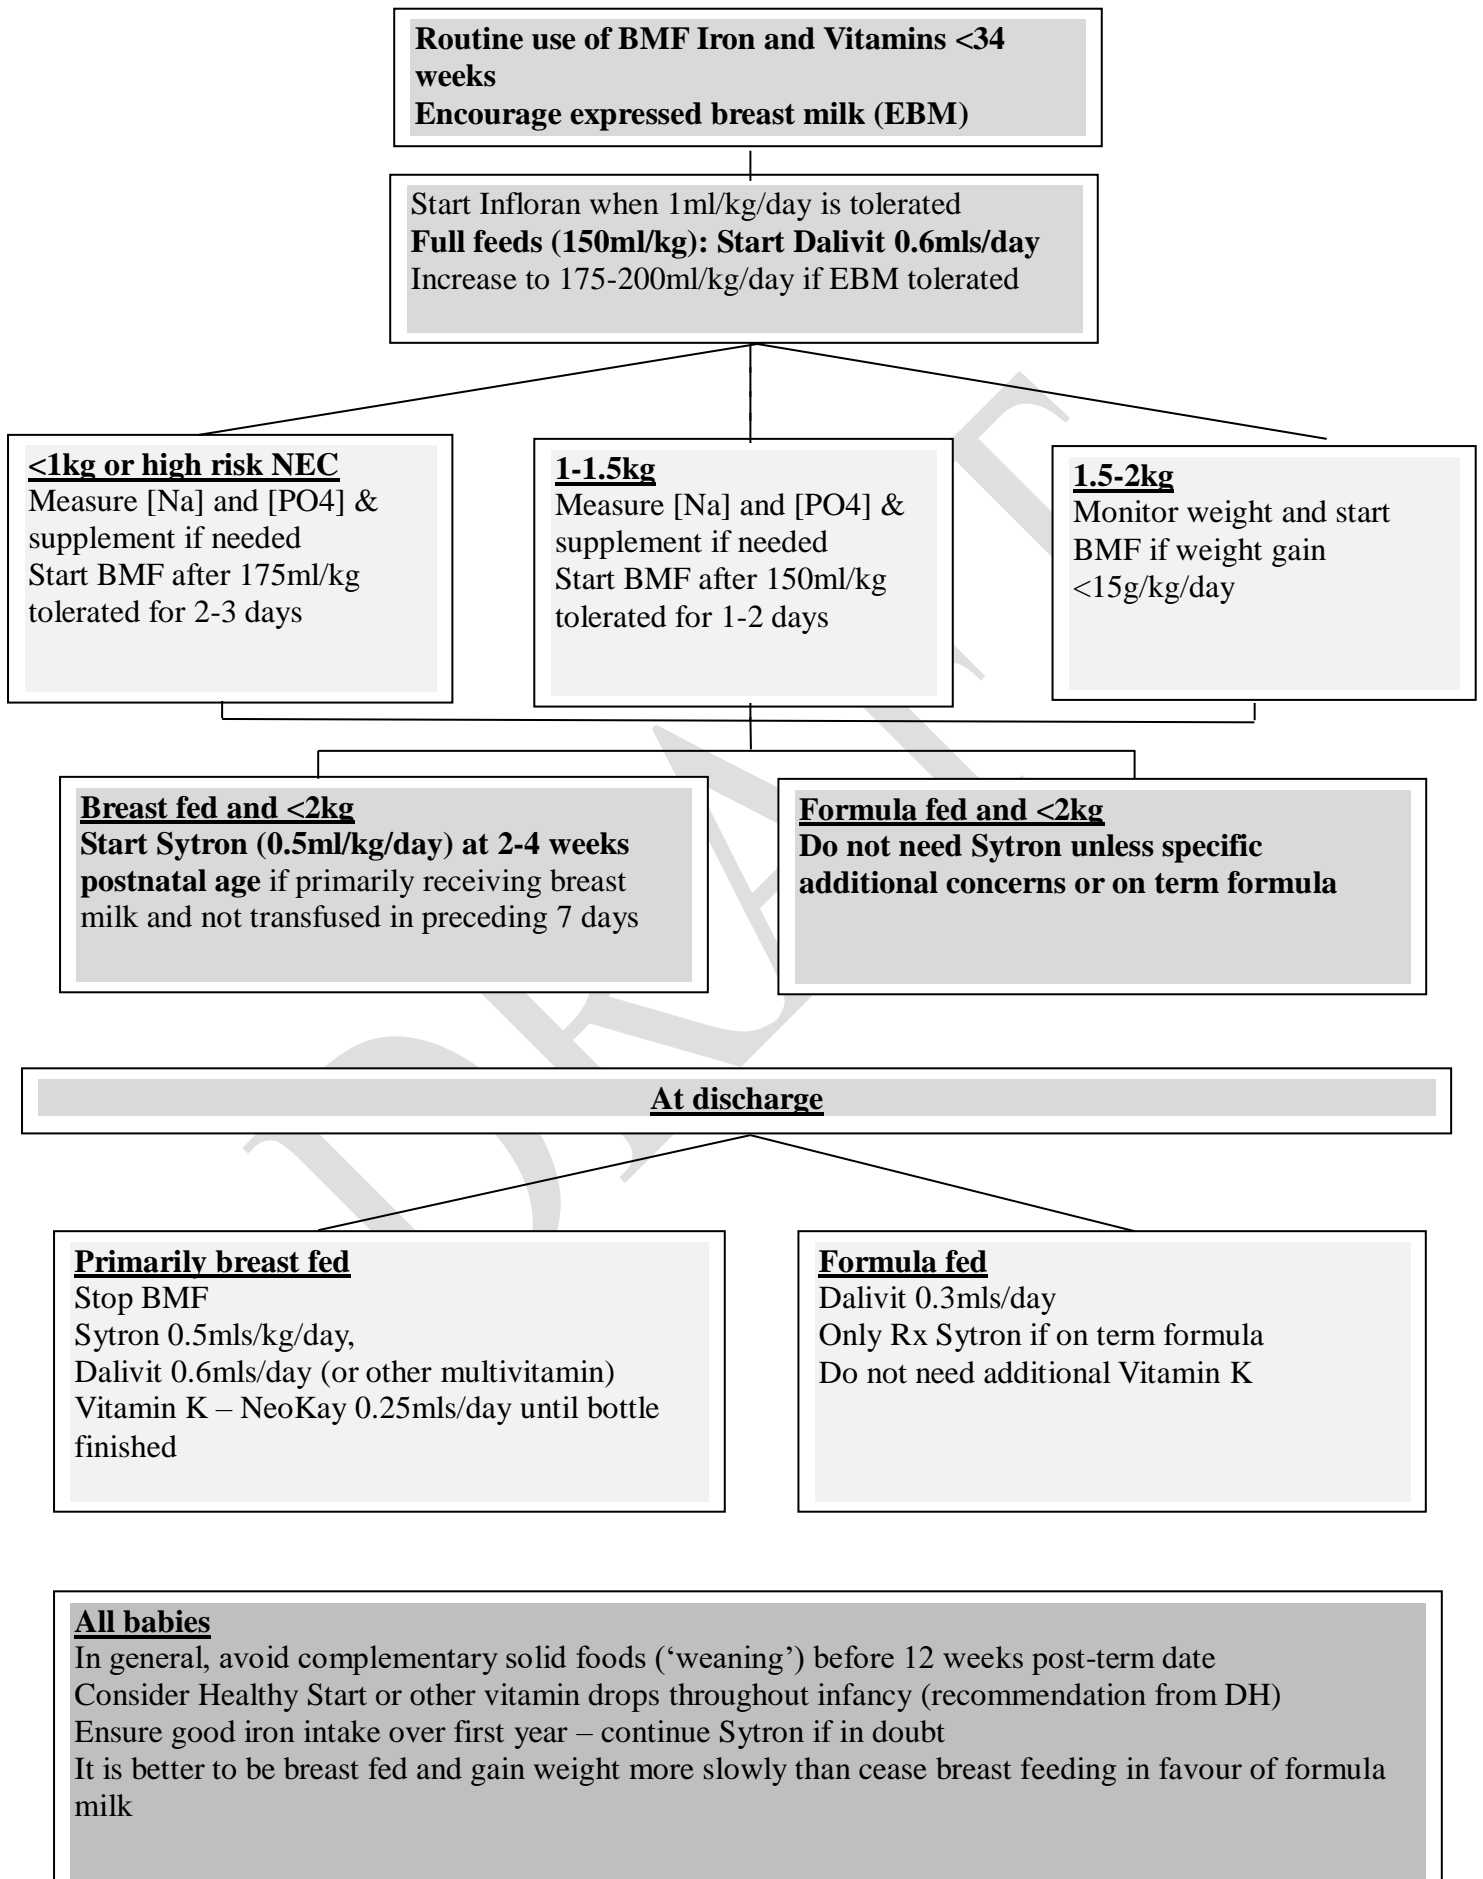 Routine use of BMF Iron and Vitamins <34
weeks
Encourage expressed breast milk (EBM)
Start Infloran when 1ml/kg/day is tolerated
Full feeds (150ml/kg): Start Dalivit 0.6mls/day
Increase to 175-200ml/kg/day if EBM tolerated
<1kg or high risk NEC
Measure [Na] and [PO4] &
supplement if needed
Start BMF after 175ml/kg
tolerated for 2-3 days
1-1.5kg
Measure [Na] and [PO4] &
supplement if needed
Start BMF after 150ml/kg
tolerated for 1-2 days
1.5-2kg
Monitor weight and start
BMF if weight gain
<15g/kg/day
Breast fed and <2kg
Start Sytron (0.5ml/kg/day) at 2-4 weeks
postnatal age if primarily receiving breast
milk and not transfused in preceding 7 days
Formula fed and <2kg
Do not need Sytron unless specific
additional concerns or on term formula
At discharge
Primarily breast fed
Stop BMF
Sytron 0.5mls/kg/day,
Dalivit 0.6mls/day (or other multivitamin)
Vitamin K – NeoKay 0.25mls/day until bottle
finished
Formula fed
Dalivit 0.3mls/day
Only Rx Sytron if on term formula
Do not need additional Vitamin K
All babies
In general, avoid complementary solid foods (‘weaning’) before 12 weeks post-term date
Consider Healthy Start or other vitamin drops throughout infancy (recommendation from DH)
Ensure good iron intake over first year – continue Sytron if in doubt
It is better to be breast fed and gain weight more slowly than cease breast feeding in favour of formula
milk
DRAFT